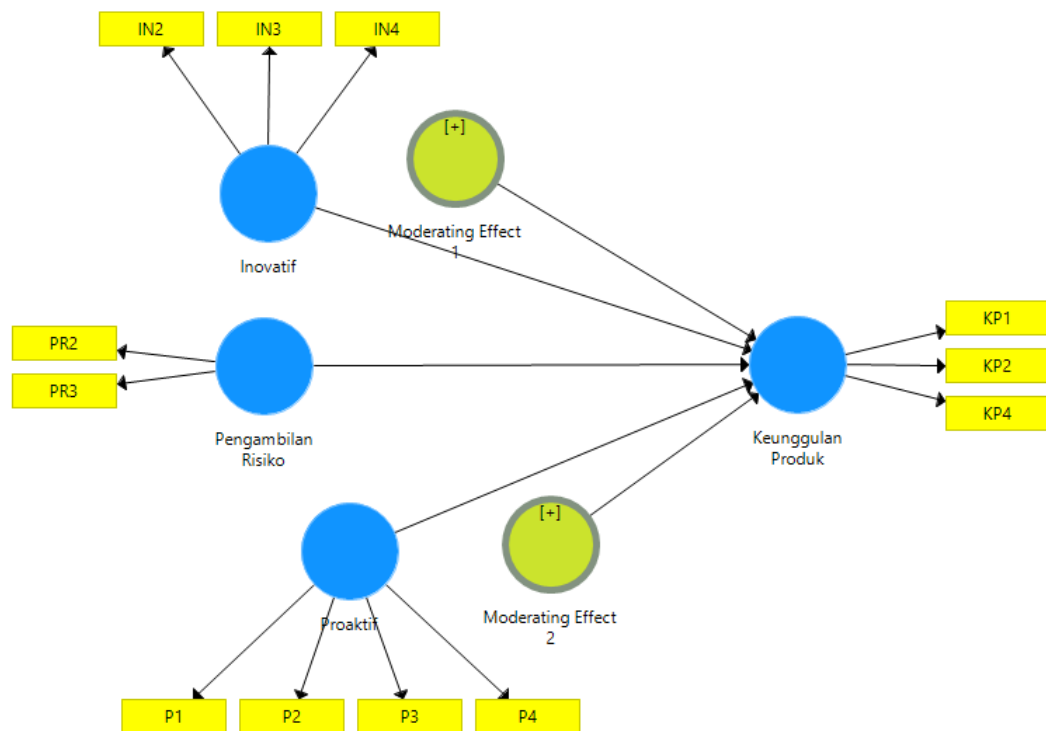 IN2
IN3
IN4
[+]
Moderating Effect
1
Inovatif
PR2
PR3
Pengambilan
Risiko
KP1
KP2
KP4
Keunggulan
Produk
[+]
Moderating Effect
2
Proaktif
P1
P2
P3
P4